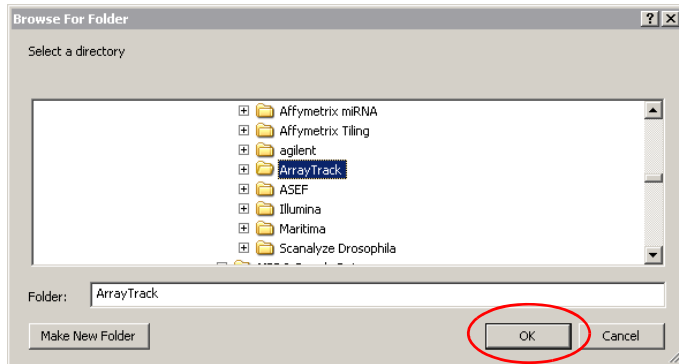 Browse For Folder
Select a directory
Affymetrix miRNA
Affymetrix Tiling
agilent
ArrayTrack
ASEF
Illumina
Maritima
Scanalyze Drosophila
Folder: ArrayTrack
Make New Folder OK Cancel